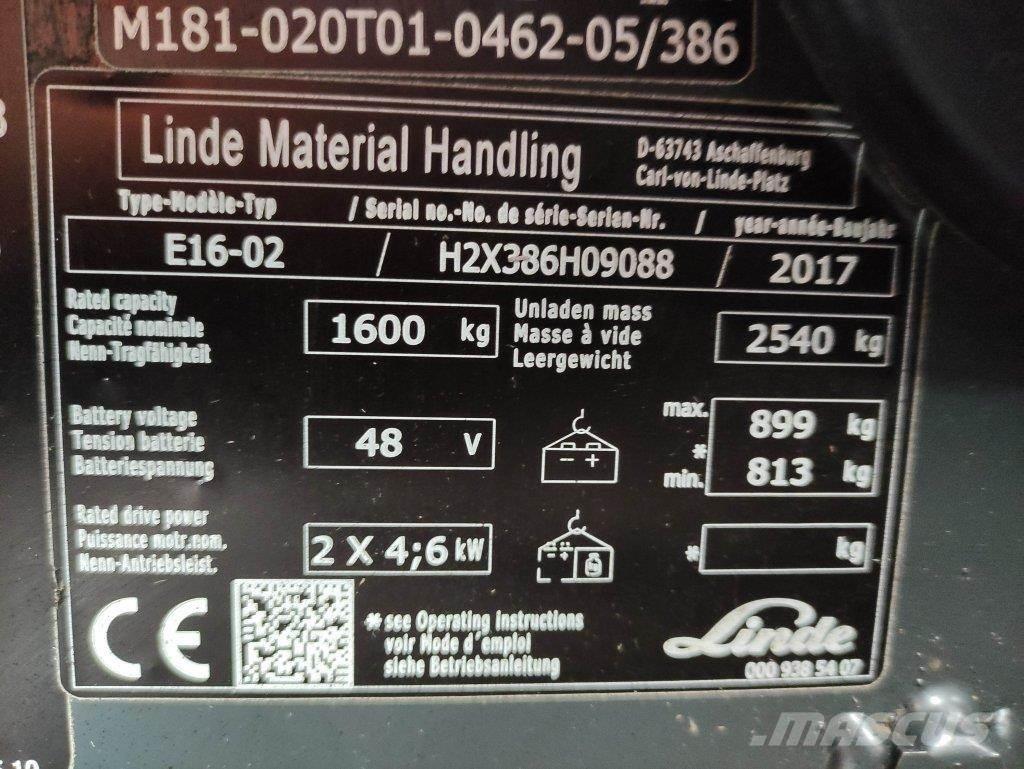 M181-020T01-0462-05/386
Linde Material Handling
D-63743 Aschaffenburg
Carl-von-Linde-Platz
Type-Modèle-Typ / Serial no.-No. de série-Serien-Nr. / year-année-Baujahr
E16-02 / H2X386H09088 / 2017
Rated capacity
Capacité nominale
Nenn-Tragfähigkeit
1600 kg
Unladen mass
Masse à vide
Leergewicht
2540 kg
Battery voltage
Tension batterie
Batteriespannung
48 V
- +
max. 899 kg
*
min. 813 kg
Rated drive power
Puissance motr.nom.
Nenn-Antriebsleist.
2 X 4;6 kW
- +
* kg
CE
*see Operating Instructions
voir Mode d'emploi
siehe Betriebsanleitung
Linde
000 938 54 07
MASCUS